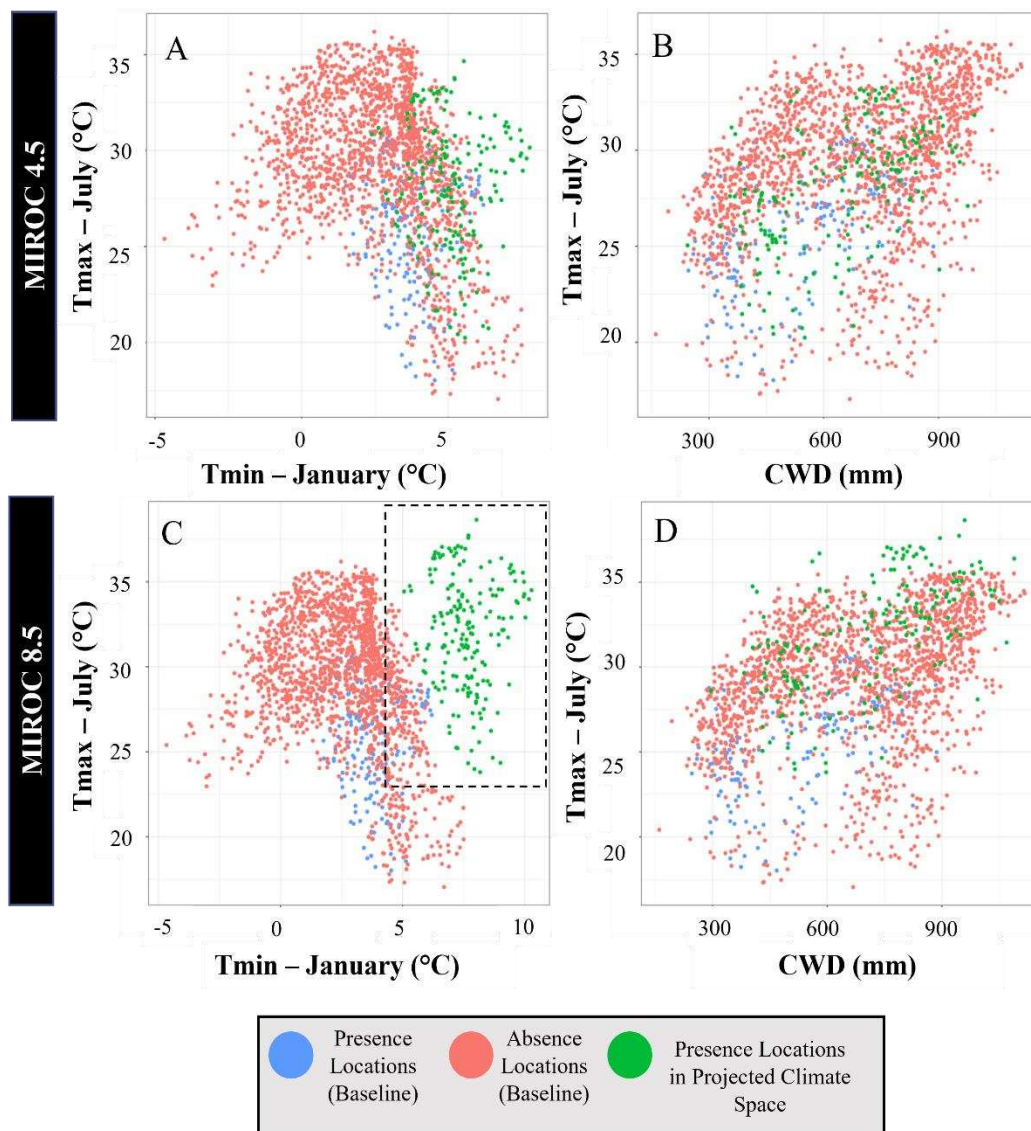 MIROC 4.5
A
Tmax – July (°C)
35
30
25
20
-5 0 5
Tmin – January (°C)
B
Tmax – July (°C)
35
30
25
20
300 600 900
CWD (mm)
MIROC 8.5
C
Tmax – July (°C)
35
30
25
20
-5 0 5 10
Tmin – January (°C)
D
Tmax – July (°C)
35
30
25
20
300 600 900
CWD (mm)
Presence
Locations
(Baseline)
Absence
Locations
(Baseline)
Presence Locations
in Projected Climate
Space